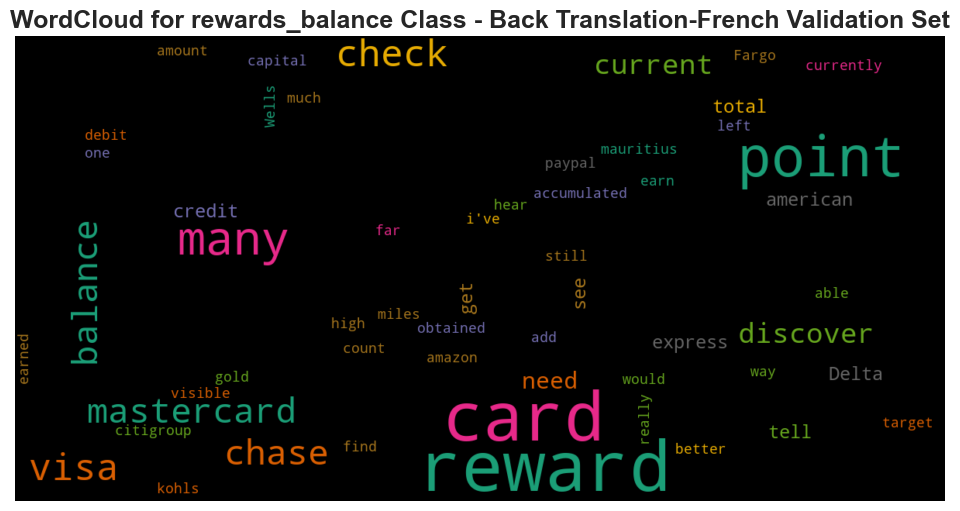 WordCloud for rewards_balance Class - Back Translation-French Validation Set
amount
capital
check
current
Fargo
currently
Wells
much
total
left
debit
one
mauritius
paypal
point
earn
accumulated
american
hear
credit
i've
many
far
balance
still
get
see
able
miles
high
obtained
add
discover
count
express
amazon
earned
gold
need
would
way
Delta
visible
mastercard
card
really
citigroup
tell
target
chase
find
better
visa
reward
kohls